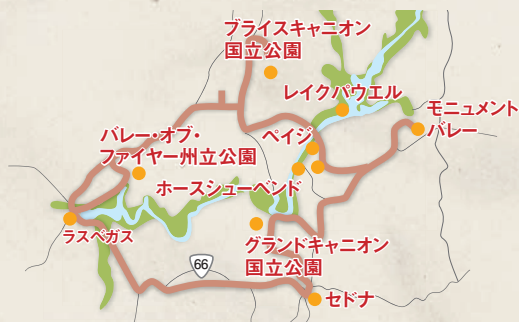 ブライスキャニオン
国立公園
レイクパウエル
モニュメント
バレー
バレー・オブ・
ファイヤー州立公園
ペイジ
ホースシューベンド
ラスベガス
グランドキャニオン
国立公園
66
セドナ